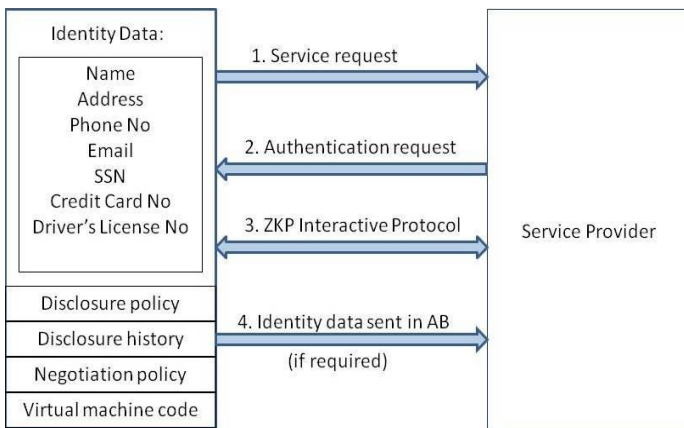 Identity Data:
Name
Address
Phone No
Email
SSN
Credit Card No
Driver's License No
Disclosure policy
Disclosure history
Negotiation policy
Virtual machine code
1. Service request
2. Authentication request
3. ZKP Interactive Protocol
4. Identity data sent in AB
(if required)
Service Provider